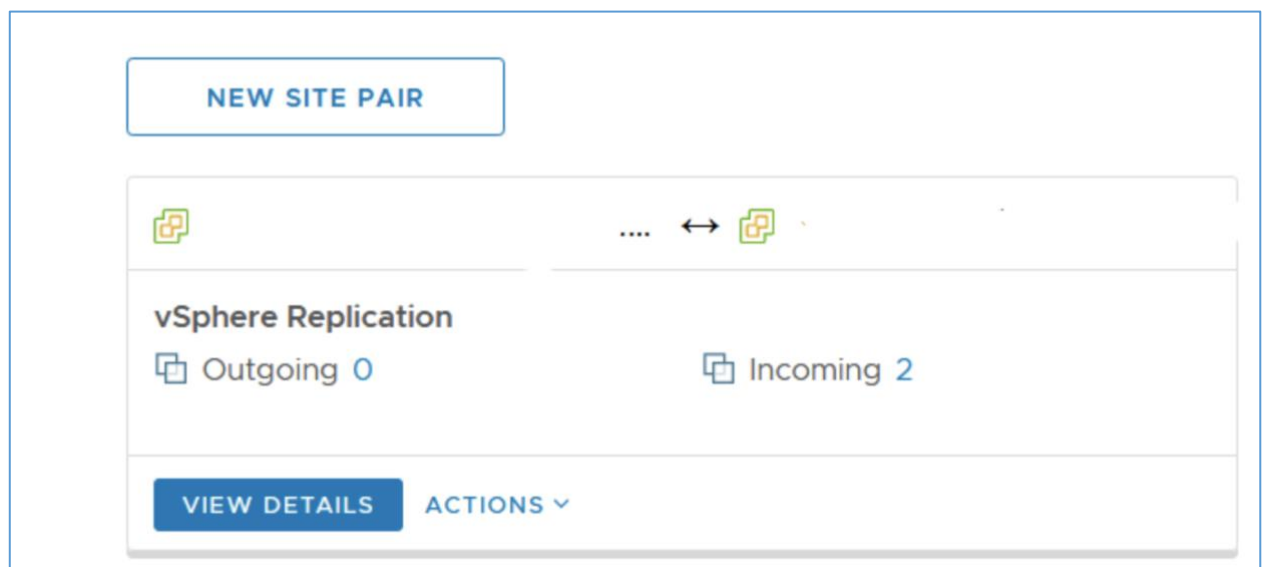 NEW SITE PAIR
.... ↔
vSphere Replication
Outgoing 0 Incoming 2
VIEW DETAILS ACTIONS